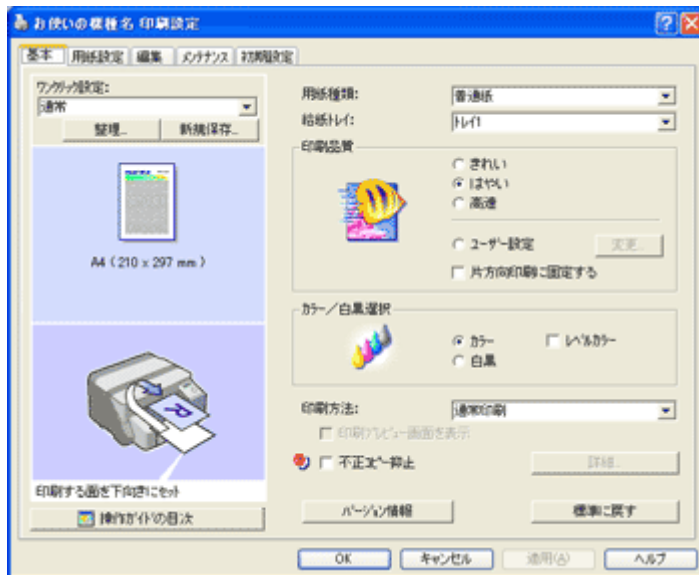 お使いの機種名 印刷設定
基本 用紙設定 編集 メンテナンス 初期設定
ワンクリック設定:
通常
整理... 新規保存...
A4 ( 210 x 297 mm )
印刷する面を下向きにセット
操作ガイドの目次
用紙種類: 普通紙
給紙トレイ: トレイ1
印刷品質
きれい
はやい
高速
ユーザー設定 変更...
片方向印刷に固定する
カラー/白黒選択
カラー レベルカラー
白黒
印刷方法: 通常印刷
印刷プレビュー画面を表示
不正コピー抑止 詳細...
バージョン情報 標準に戻す
OK キャンセル 適用(A) ヘルプ